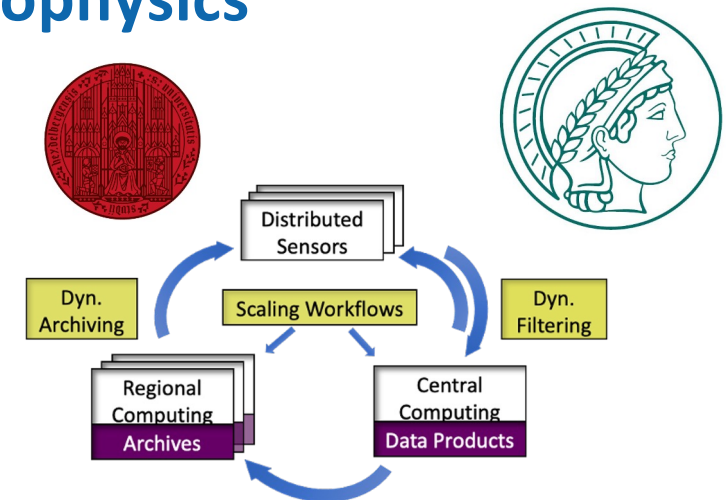 ophysics
Distributed
Sensors
Dyn.
Archiving
Scaling Workflows
Dyn.
Filtering
Regional
Computing
Archives
Central
Computing
Data Products